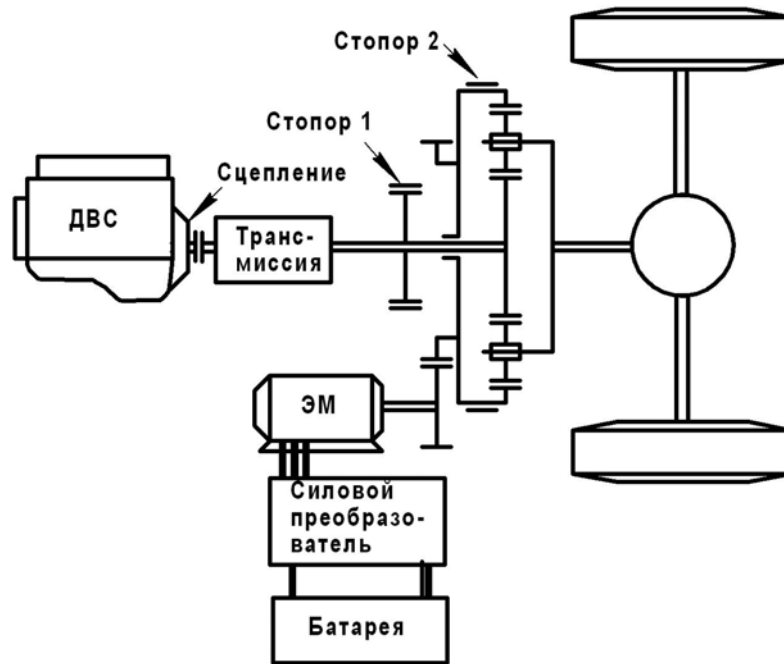 Стопор 2
Стопор 1
Сцепление
ДВС
Транс-
миссия
ЭМ
Силовой
преобразо-
ватель
Батарея